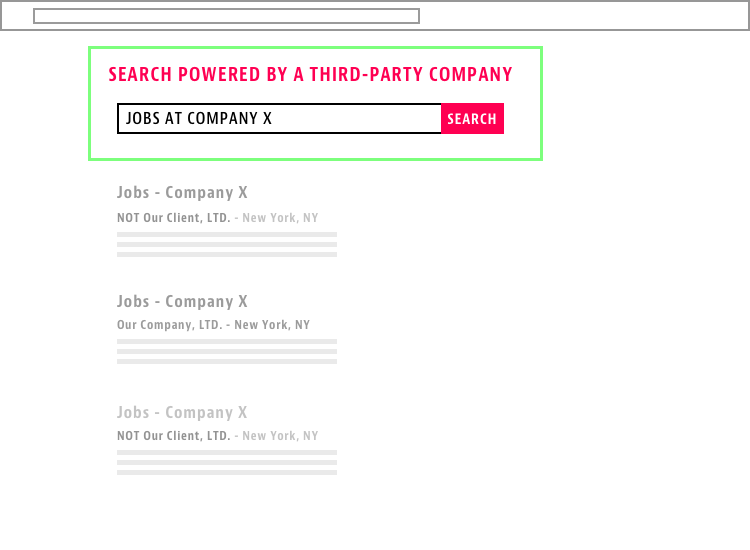 SEARCH POWERED BY A THIRD-PARTY COMPANY
JOBS AT COMPANY X
SEARCH
Jobs - Company X
NOT Our Client, LTD. - New York, NY
Jobs - Company X
Our Company, LTD. - New York, NY
Jobs - Company X
NOT Our Client, LTD. - New York, NY